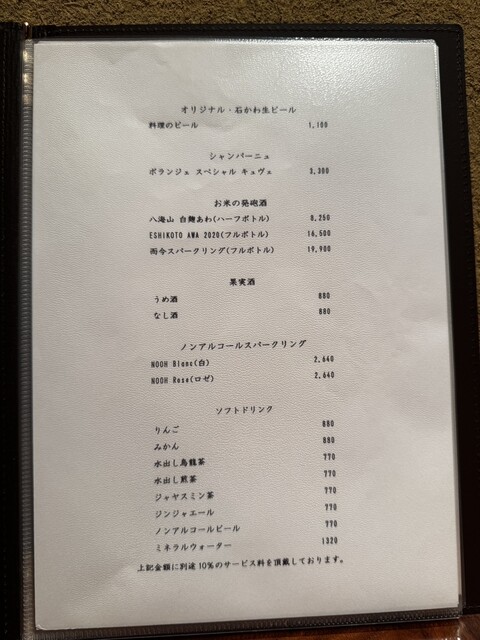 オリジナル・石かわ生ビール
料理のビール 1,100
シャンパーニュ
ボランジェ スペシャル キュヴェ 3,300
お米の発砲酒
八海山 白麹あわ(ハーフボトル) 8,250
ESHIKOTO AWA 2020(フルボトル) 16,500
而今スパークリング(フルボトル) 19,900
果実酒
うめ酒 880
なし酒 880
ノンアルコールスパークリング
NOOH Blanc(白) 2,640
NOOH Rose(ロゼ) 2,640
ソフトドリンク
りんご 880
みかん 880
水出し烏龍茶 770
水出し煎茶 770
ジャヤスミン茶 770
ジンジャエール 770
ノンアルコールビール 770
ミネラルウォーター 1320
上記金額に別途10%のサービス料を頂戴しております。